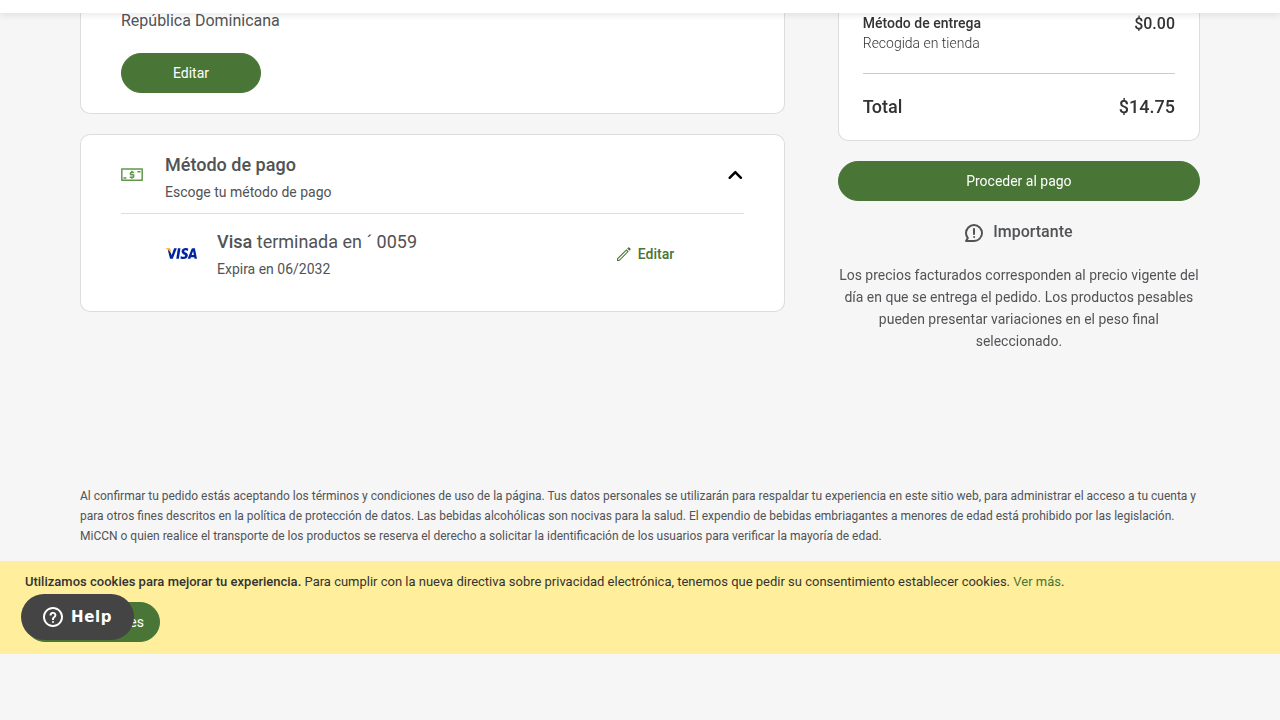 República Dominicana
Editar
Método de pago
Escoge tu método de pago
VISA
Visa terminada en ´ 0059
Expira en 06/2032
Editar
Método de entrega $0.00
Recogida en tienda
Total $14.75
Proceder al pago
Importante
Los precios facturados corresponden al precio vigente del
día en que se entrega el pedido. Los productos pesables
pueden presentar variaciones en el peso final
seleccionado.
Al confirmar tu pedido estás aceptando los términos y condiciones de uso de la página. Tus datos personales se utilizarán para respaldar tu experiencia en este sitio web, para administrar el acceso a tu cuenta y
para otros fines descritos en la política de protección de datos. Las bebidas alcohólicas son nocivas para la salud. El expendio de bebidas embriagantes a menores de edad está prohibido por las legislación.
MiCCN o quien realice el transporte de los productos se reserva el derecho a solicitar la identificación de los usuarios para verificar la mayoría de edad.
Utilizamos cookies para mejorar tu experiencia. Para cumplir con la nueva directiva sobre privacidad electrónica, tenemos que pedir su consentimiento establecer cookies. Ver más.
Help